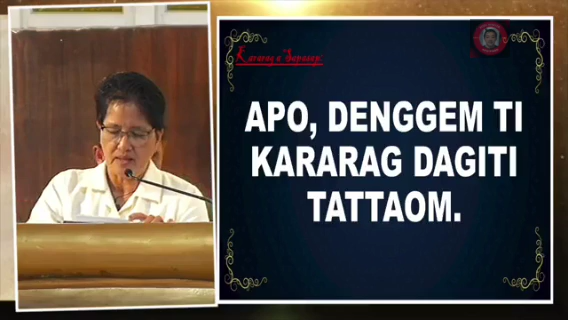 Kararag a "Sapasap"
APO, DENGGEM TI
KARARAG DAGITI
TATTAOM.